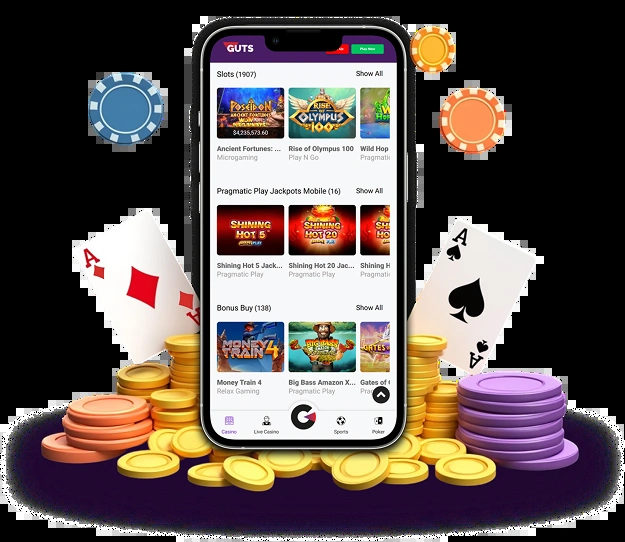 GUTS
Play Now
Slots (1907)
Show All
POSEIDON
ANCIENT FORTUNES
$4,235,573.60
RISE
OF
OLYMPUS
100
Ancient Fortunes: ...
Rise of Olympus 100
Wild Hop
Microgaming
Play N Go
Pragmatic
Pragmatic Play Jackpots Mobile (16)
Show All
SHINING
HOT 5
SHINING
HOT 20
Shining Hot 5 Jack...
Shining Hot 20 Jac...
Shining H
Pragmatic Play
Pragmatic Play
Pragmatic
Bonus Buy (138)
Show All
MONEY
TRAIN 4
BIG BASS
GATES
Money Train 4
Big Bass Amazon X...
Gates of
Relax Gaming
Pragmatic Play
Pragmatic
Casino
Live Casino
Sports
Poker
A
A
A
A